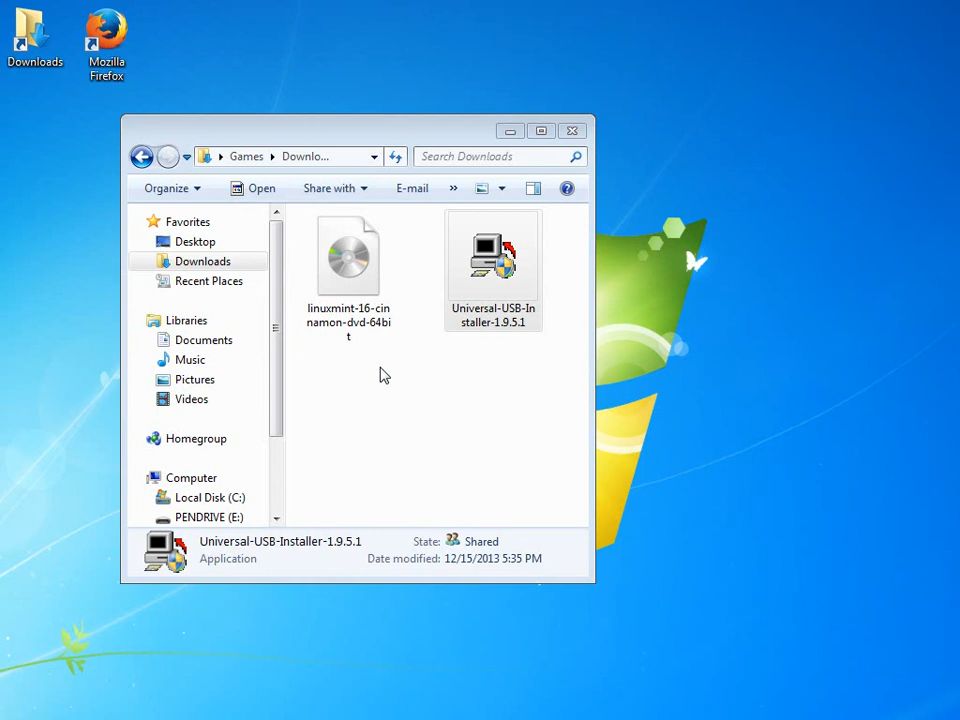 Downloads
Mozilla
Firefox
Games
Downlo...
Search Downloads
Organize
Open
Share with
E-mail
»
Favorites
Desktop
Downloads
Recent Places
Libraries
Documents
Music
Pictures
Videos
Homegroup
Computer
Local Disk (C:)
PENDRIVE (E:)
linuxmint-16-cin
namon-dvd-64bi
t
Universal-USB-In
staller-1.9.5.1
Universal-USB-Installer-1.9.5.1
State: Shared
Application
Date modified: 12/15/2013 5:35 PM